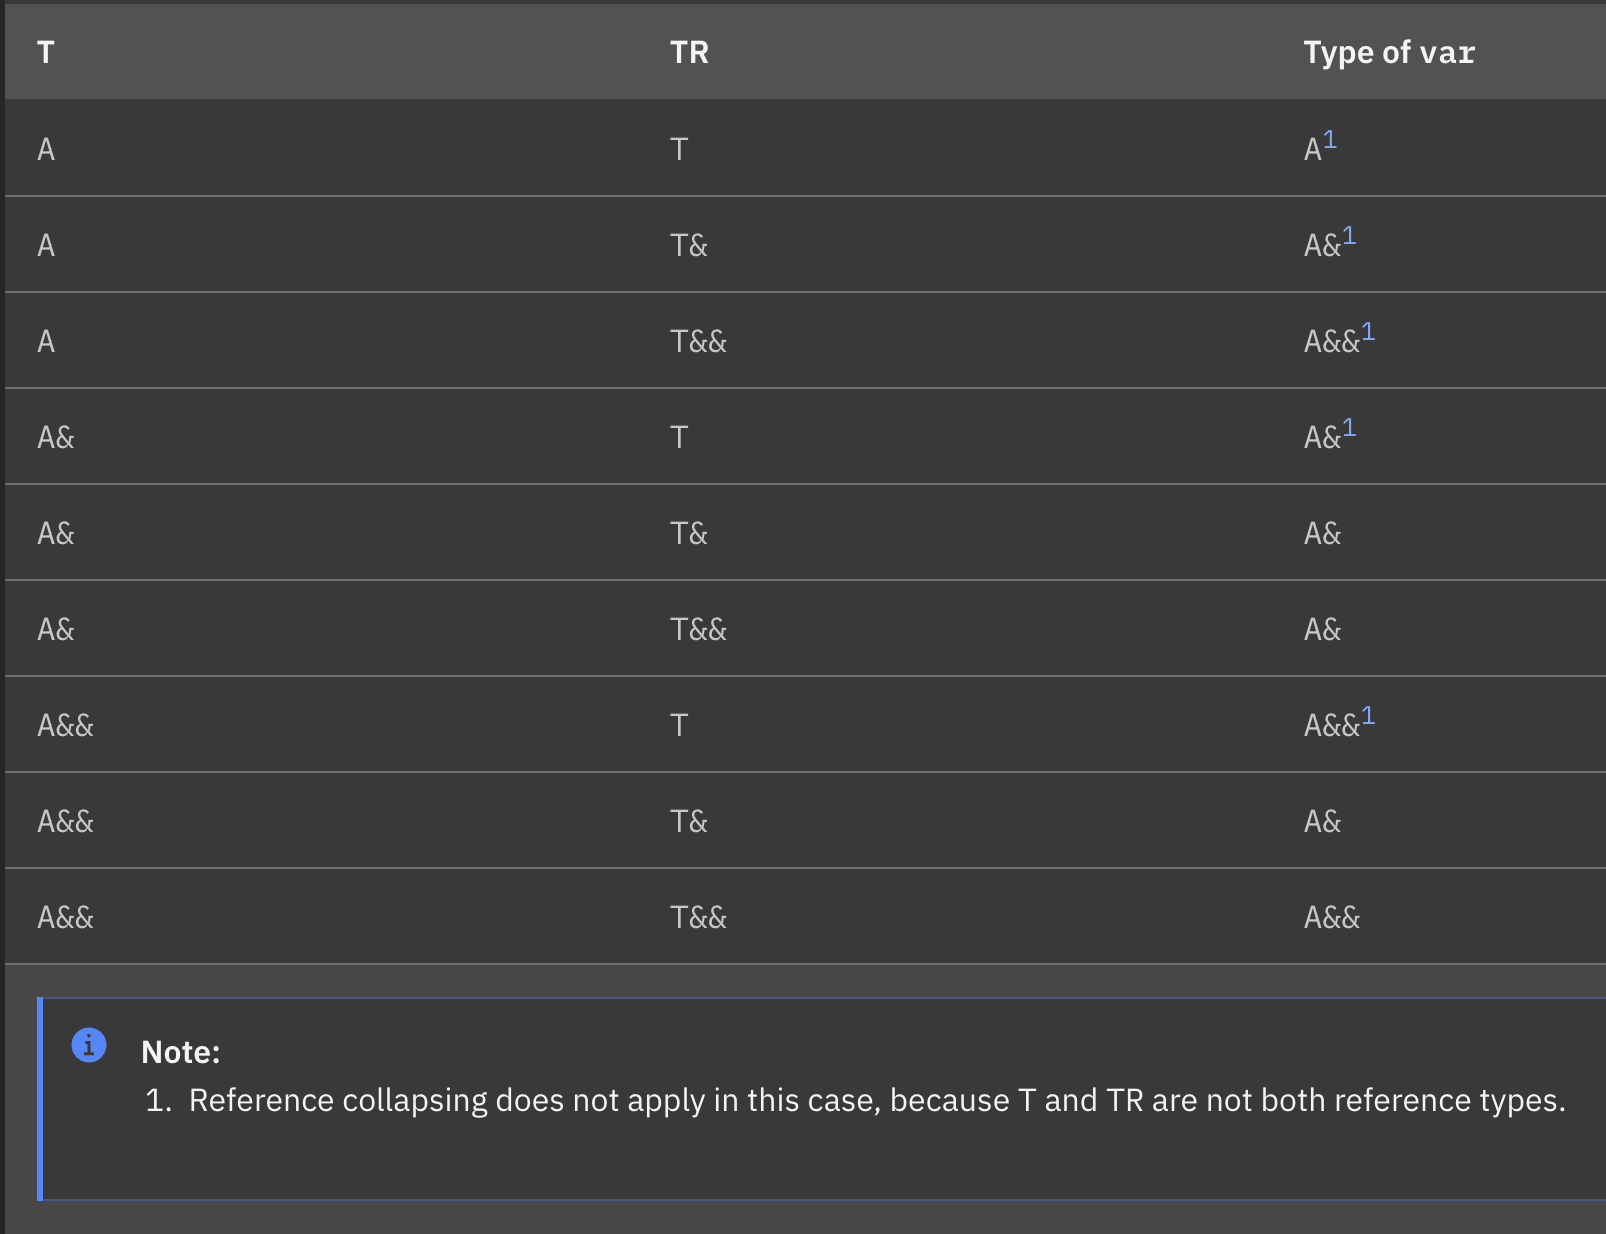 T TR Type of var
A T A¹
A T& A&¹
A T&& A&&¹
A& T A&¹
A& T& A&
A& T&& A&
A&& T A&&¹
A&& T& A&
A&& T&& A&&
Note:
1. Reference collapsing does not apply in this case, because T and TR are not both reference types.